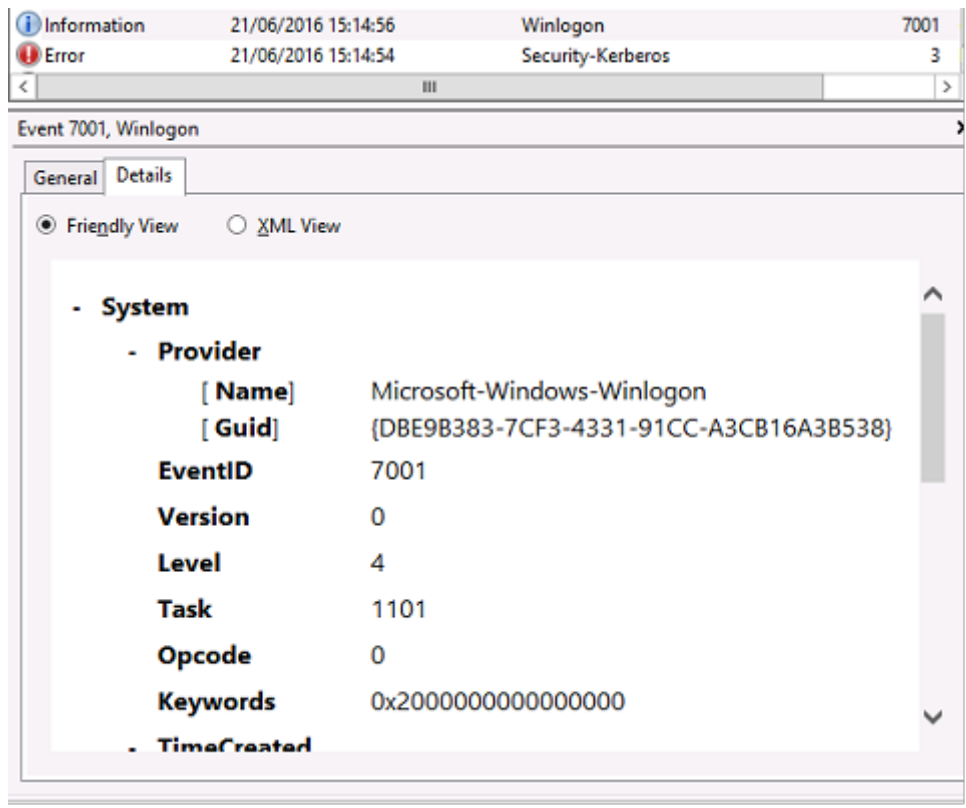 Information 21/06/2016 15:14:56 Winlogon 7001
Error 21/06/2016 15:14:54 Security-Kerberos 3
Event 7001, Winlogon
General Details
Friendly View XML View
- System
- Provider
[ Name] Microsoft-Windows-Winlogon
[ Guid] {DBE9B383-7CF3-4331-91CC-A3CB16A3B538}
EventID 7001
Version 0
Level 4
Task 1101
Opcode 0
Keywords 0x2000000000000000
- TimeCreated